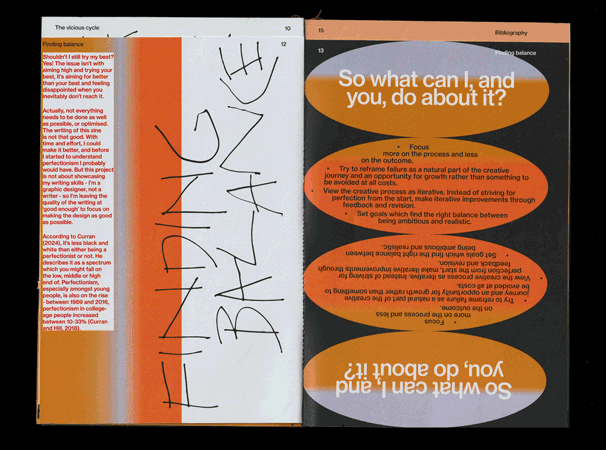 The vicious cycle 10
Finding balance 12
Shouldn't I still try my best?
Yes! The issue isn't with
aiming high and trying your
best, it's aiming for better
than your best and feeling
disappointed when you
inevitably don't reach it.
Actually, not everything
needs to be done as well
as possible, or optimised.
The writing of this zine
is not that good. With
time and effort, I could
make it better, and before
I started to understand
perfectionism I probably
would have. But this project
is not about showcasing
my writing skills - I'm a
graphic designer, not a
writer - so I'm leaving the
quality of the writing at
'good enough' to focus on
making the design as good
as possible.
According to Curran
(2024), it's less black and
white than either being a
perfectionist or not. He
describes it as a spectrum
which you might fall on
the low, middle or high
end of. Perfectionism,
especially amongst young
people, is also on the rise
- between 1989 and 2016,
perfectionism in college-
age people increased
between 10-33% (Curran
and Hill, 2018).
FINDING
BALANCE
15 Bibliography
13 Finding balance
So what can I, and
you, do about it?
• Focus
more on the process and less
on the outcome.
• Try to reframe failure as a natural part of the creative
journey and an opportunity for growth rather than something to
be avoided at all costs.
• View the creative process as iterative. Instead of striving for
perfection from the start, make iterative improvements through
feedback and revision.
• Set goals which find the right balance between
being ambitious and realistic.
So what can I, and
you, do about it?
• Focus
more on the process and less
on the outcome.
• Try to reframe failure as a natural part of the creative
journey and an opportunity for growth rather than something to
be avoided at all costs.
• View the creative process as iterative. Instead of striving for
perfection from the start, make iterative improvements through
feedback and revision.
• Set goals which find the right balance between
being ambitious and realistic.